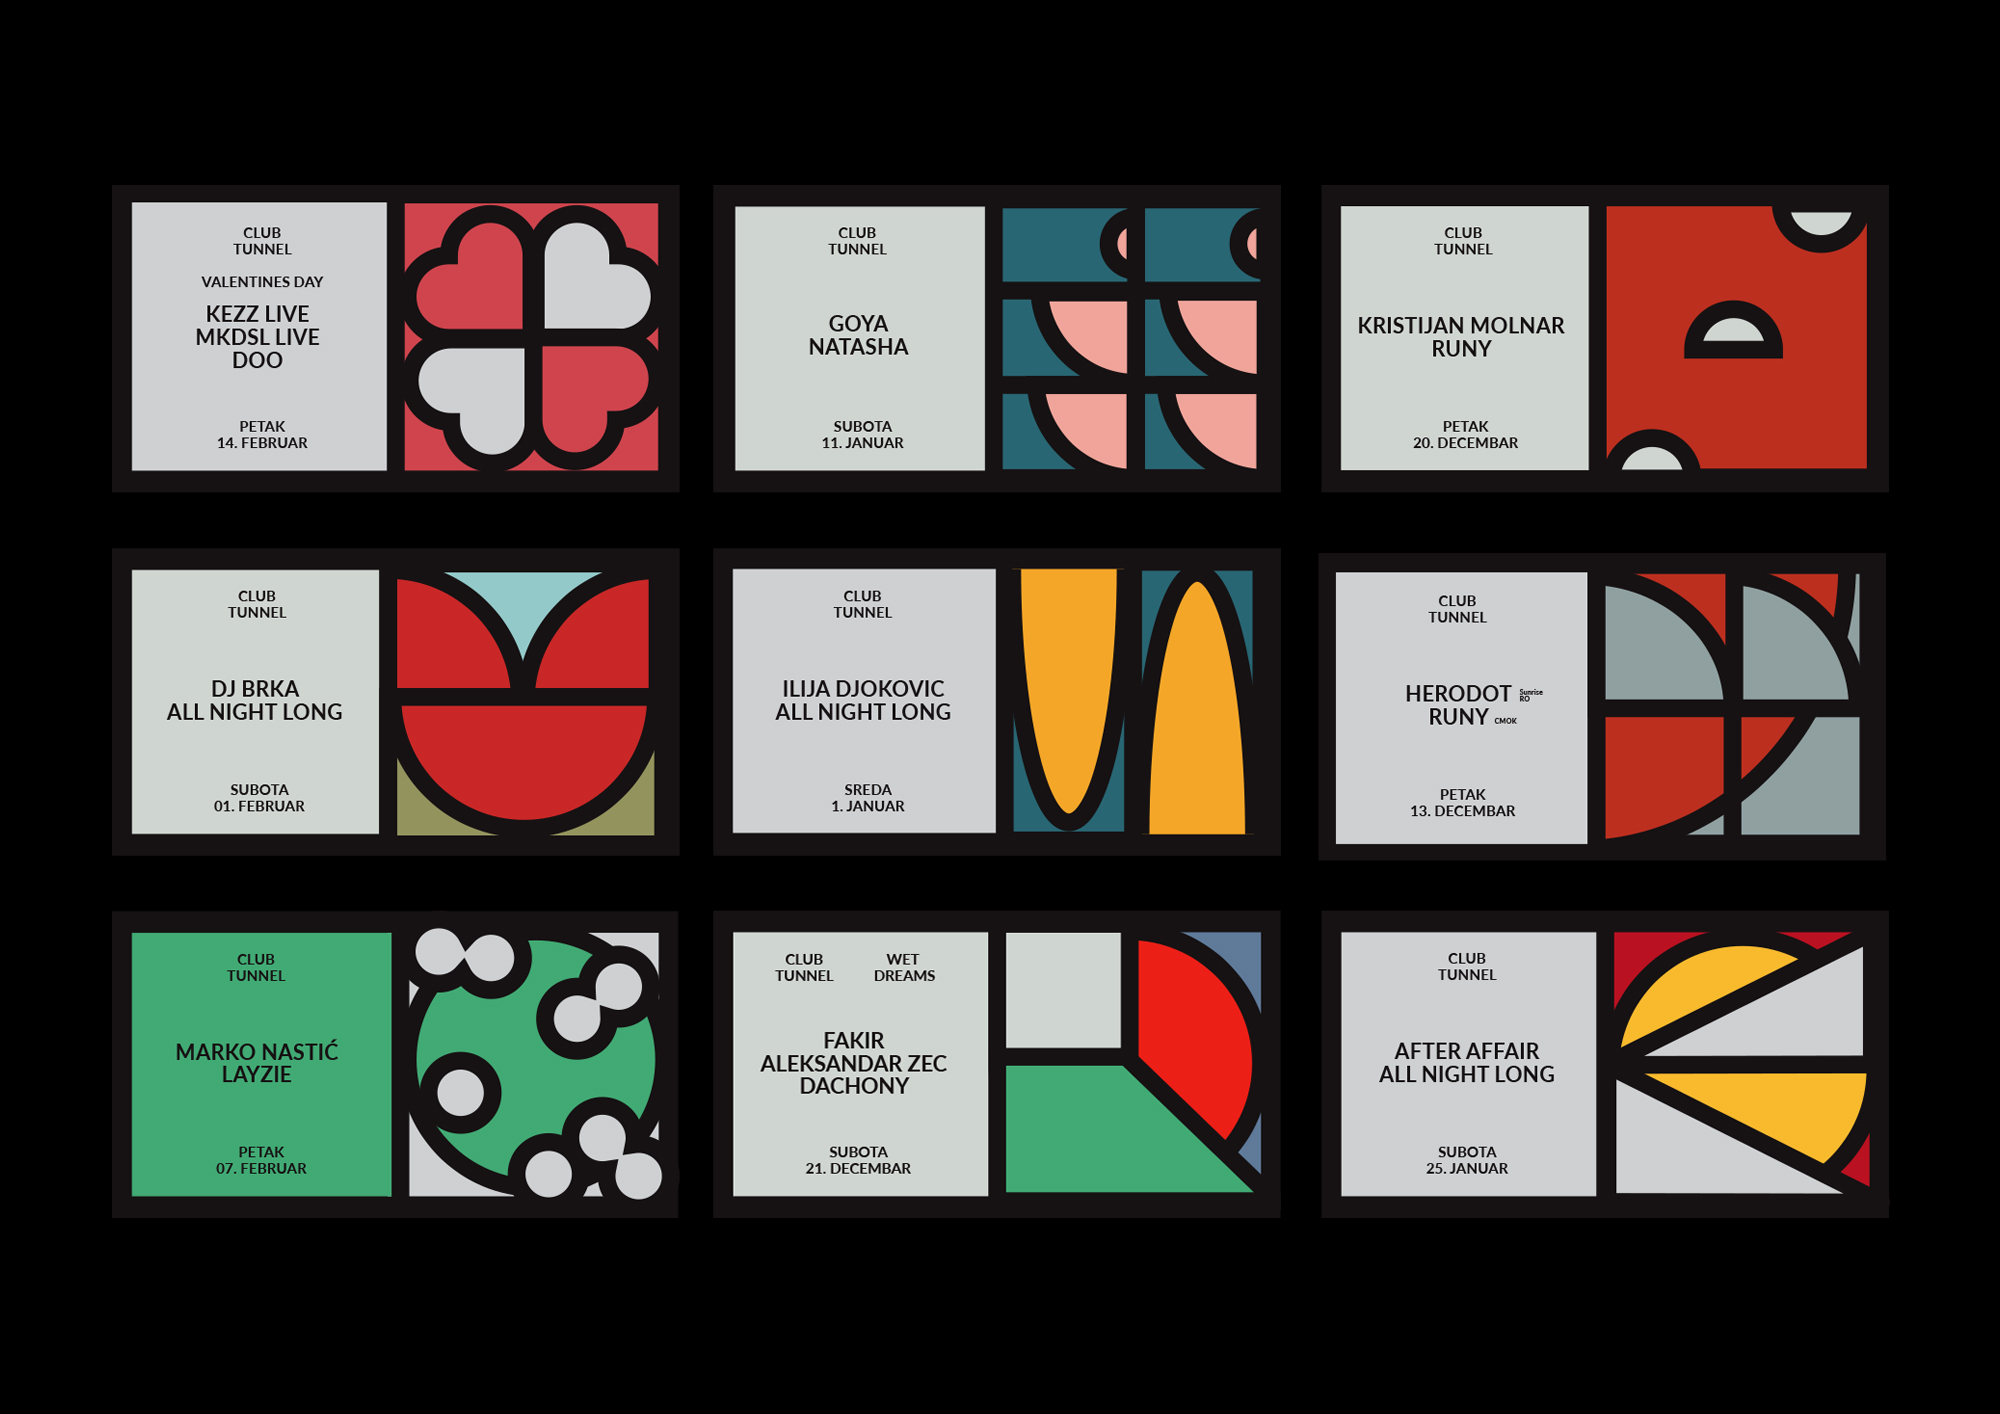 CLUB
TUNNEL
VALENTINES DAY
KEZZ LIVE
MKDSL LIVE
DOO
PETAK
14. FEBRUAR
CLUB
TUNNEL
GOYA
NATASHA
SUBOTA
11. JANUAR
CLUB
TUNNEL
KRISTIJAN MOLNAR
RUNY
PETAK
20. DECEMBAR
CLUB
TUNNEL
DJ BRKA
ALL NIGHT LONG
SUBOTA
01. FEBRUAR
CLUB
TUNNEL
ILIJA DJOKOVIC
ALL NIGHT LONG
SREDA
1. JANUAR
CLUB
TUNNEL
HERODOT Sunrise RO
RUNY CMOK
PETAK
13. DECEMBAR
CLUB
TUNNEL
MARKO NASTIĆ
LAYZIE
PETAK
07. FEBRUAR
CLUB
TUNNEL
WET
DREAMS
FAKIR
ALEKSANDAR ZEC
DACHONY
SUBOTA
21. DECEMBAR
CLUB
TUNNEL
AFTER AFFAIR
ALL NIGHT LONG
SUBOTA
25. JANUAR